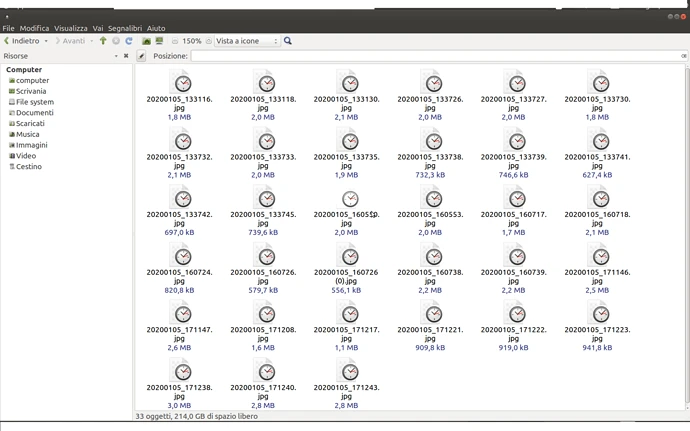 File Modifica Visualizza Vai Segnalibri Aiuto
Indietro Avanti 150% Vista a icone
Risorse Posizione:
Computer
computer
Scrivania
File system
Documenti
Scaricati
Musica
Immagini
Video
Cestino
20200105_133116. 20200105_133118. 20200105_133130. 20200105_133726. 20200105_133727. 20200105_133730.
jpg jpg jpg jpg jpg jpg
1,8 MB 2,0 MB 2,1 MB 2,0 MB 2,0 MB 1,8 MB
20200105_133732. 20200105_133733. 20200105_133735. 20200105_133738. 20200105_133739. 20200105_133741.
jpg jpg jpg jpg jpg jpg
2,1 MB 2,0 MB 1,9 MB 732,3 kB 746,6 kB 627,4 kB
20200105_133742. 20200105_133745. 20200105_160553. 20200105_160717. 20200105_160718.
jpg jpg jpg jpg jpg jpg
697,0 kB 739,6 kB 2,0 MB 2,0 MB 1,7 MB 2,1 MB
20200105_160724. 20200105_160726. 20200105_160726 20200105_160738. 20200105_160739. 20200105_171146.
jpg jpg (0).jpg jpg jpg jpg
820,8 kB 579,7 kB 556,1 kB 2,2 MB 2,2 MB 2,5 MB
20200105_171147. 20200105_171208. 20200105_171217. 20200105_171221. 20200105_171222. 20200105_171223.
jpg jpg jpg jpg jpg jpg
2,6 MB 1,6 MB 1,1 MB 909,8 kB 919,0 kB 941,8 kB
20200105_171238. 20200105_171240. 20200105_171243.
jpg jpg jpg
3,0 MB 2,8 MB 2,8 MB
33 oggetti, 214,0 GB di spazio libero